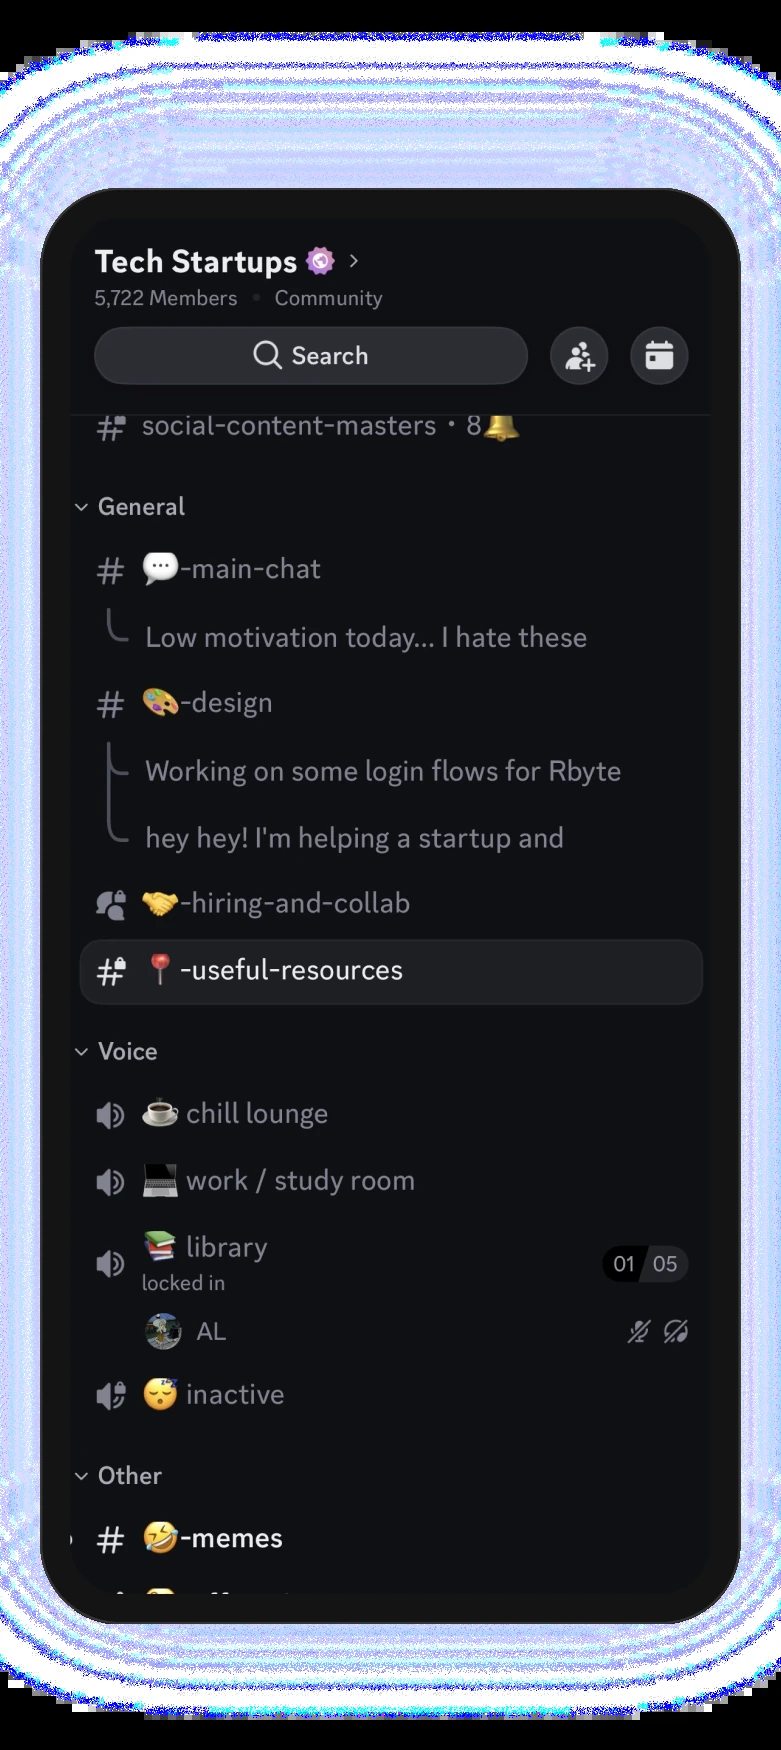 Tech Startups
5,722 Members • Community
Search
social-content-masters • 8🔔
General
💬-main-chat
Low motivation today... I hate these
🎨-design
Working on some login flows for Rbyte
hey hey! I'm helping a startup and
🤝-hiring-and-collab
📍-useful-resources
Voice
☕ chill lounge
💻 work / study room
📚 library
01 05
locked in
AL
😴 inactive
Other
🤣-memes